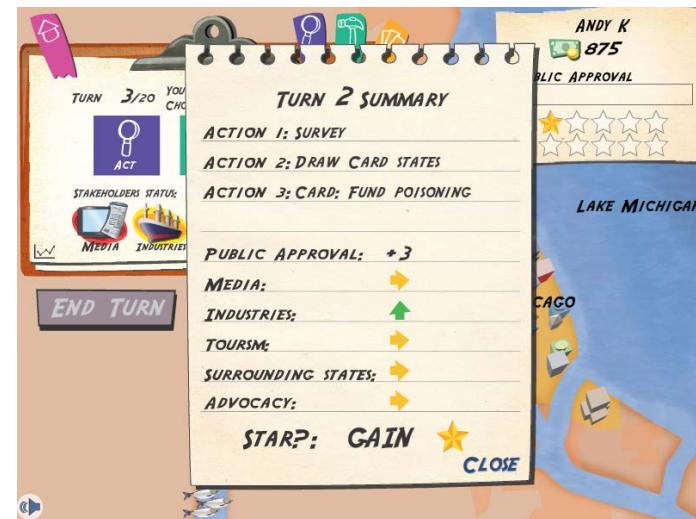 TURN 3/20 YOU
CHO
ACT
STAKEHOLDERS STATUS:
MEDIA INDUSTRIES
END TURN
TURN 2 SUMMARY
ACTION 1: SURVEY
ACTION 2: DRAW CARD STATES
ACTION 3: CARD: FUND POISONING
PUBLIC APPROVAL: +3
MEDIA:
INDUSTRIES:
TOURSM:
SURROUNDING STATES:
ADVOCACY:
STAR?: GAIN
CLOSE
ANDY K
875
BLIC APPROVAL
LAKE MICHIGAN
CAGO